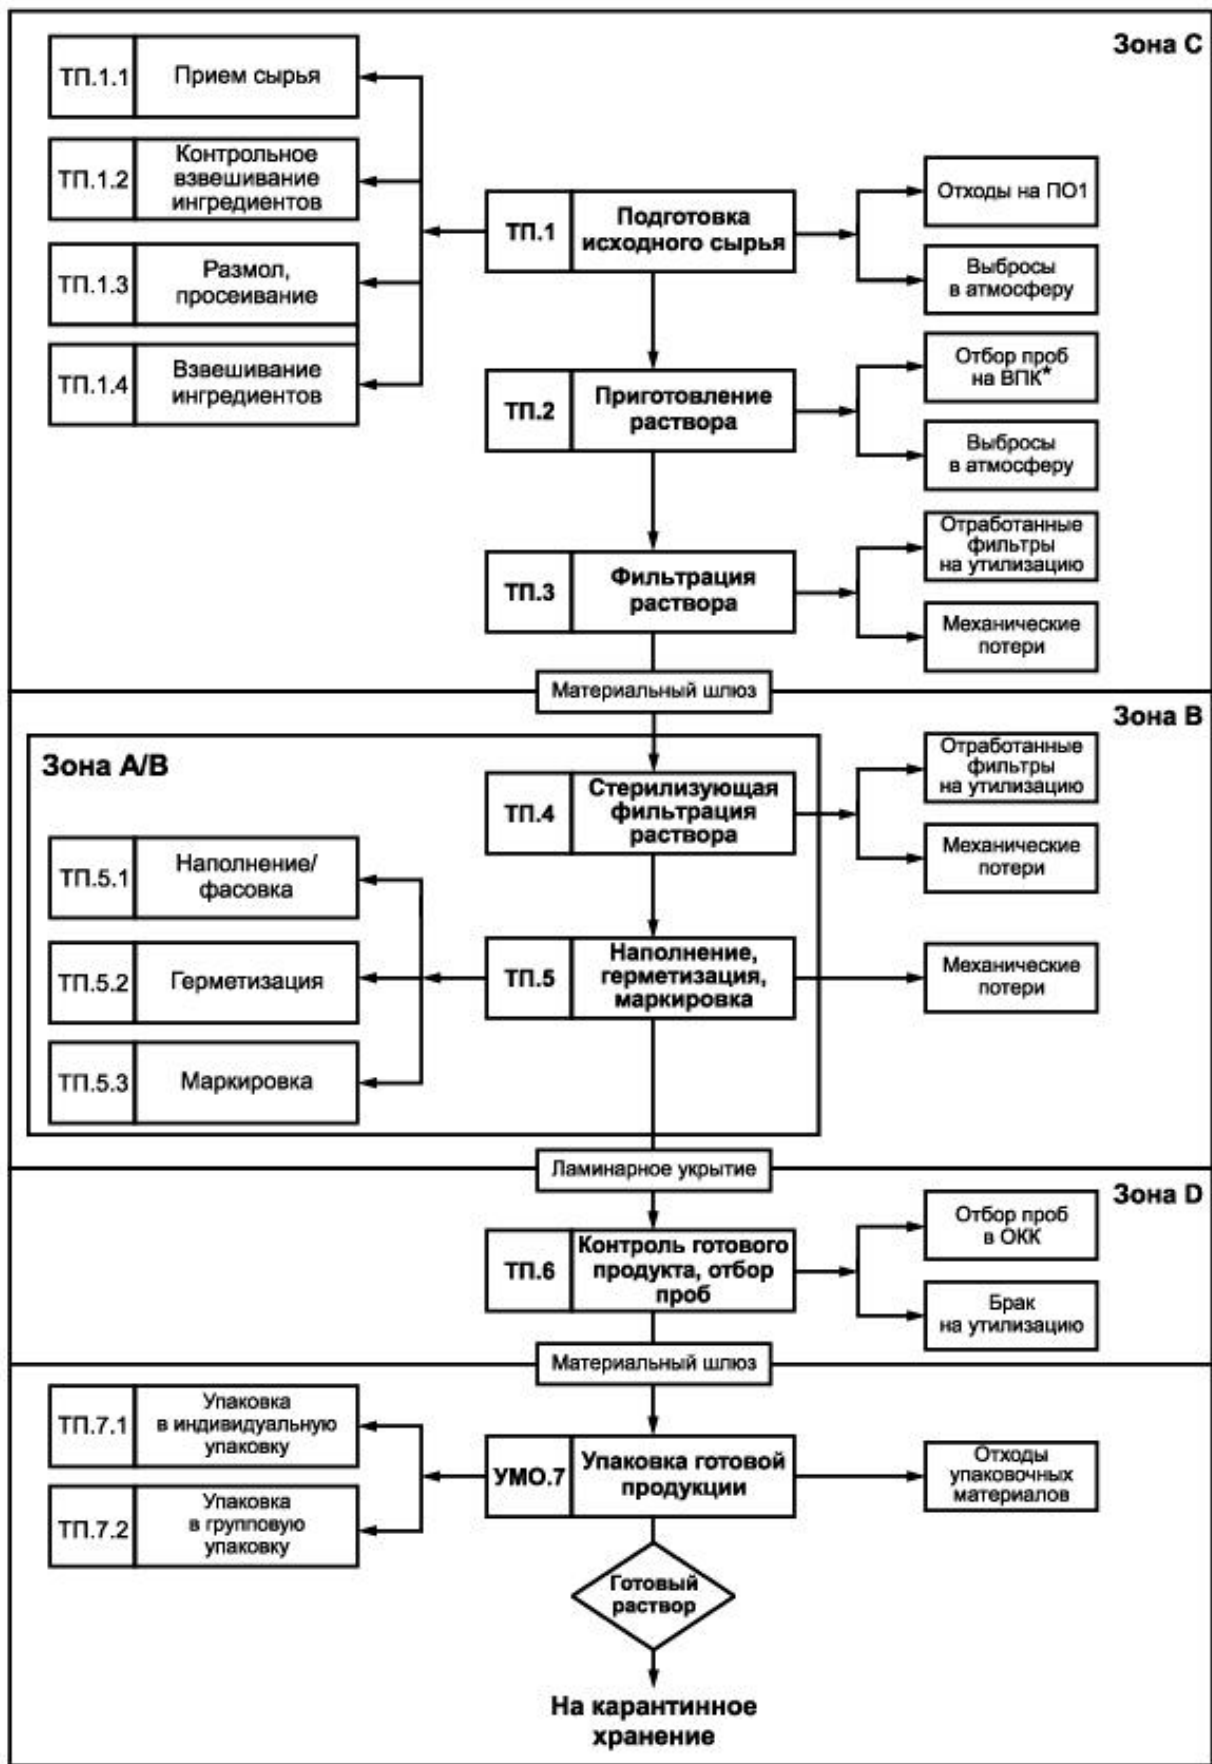 Зона C
ТП.1.1
Прием сырья
ТП.1.2
Контрольное
взвешивание
ингредиентов
ТП.1.3
Размол,
просеивание
ТП.1.4
Взвешивание
ингредиентов
ТП.1
Подготовка
исходного сырья
Отходы на ПО1
Выбросы
в атмосферу
ТП.2
Приготовление
раствора
Отбор проб
на ВПК*
Выбросы
в атмосферу
ТП.3
Фильтрация
раствора
Отработанные
фильтры
на утилизацию
Механические
потери
Материальный шлюз
Зона B
Зона A/B
ТП.4
Стерилизующая
фильтрация
раствора
Отработанные
фильтры
на утилизацию
Механические
потери
ТП.5.1
Наполнение/
фасовка
ТП.5.2
Герметизация
ТП.5.3
Маркировка
ТП.5
Наполнение,
герметизация,
маркировка
Механические
потери
Ламинарное укрытие
Зона D
ТП.6
Контроль готового
продукта, отбор
проб
Отбор проб
в ОКК
Брак
на утилизацию
Материальный шлюз
ТП.7.1
Упаковка
в индивидуальную
упаковку
ТП.7.2
Упаковка
в групповую
упаковку
УМО.7
Упаковка готовой
продукции
Отходы
упаковочных
материалов
Готовый
раствор
На карантинное
хранение